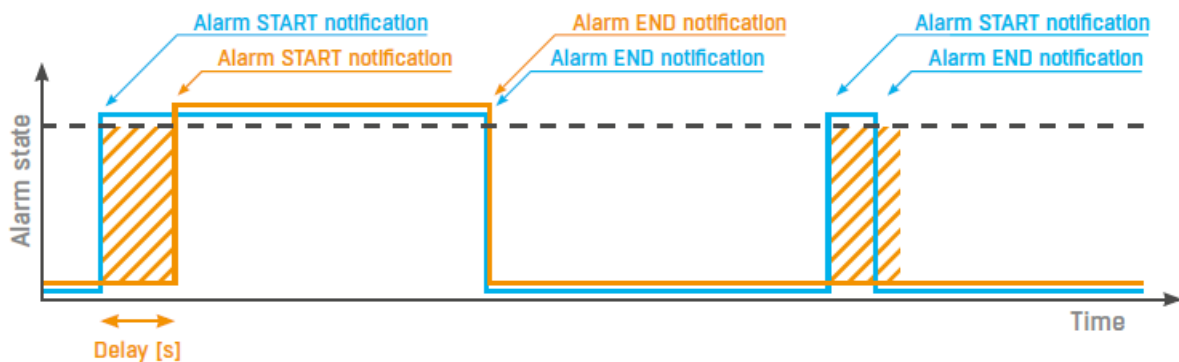 Alarm START notification
Alarm START notification
Alarm END notification
Alarm END notification
Alarm START notification
Alarm END notification
Alarm state
Time
Delay [s]